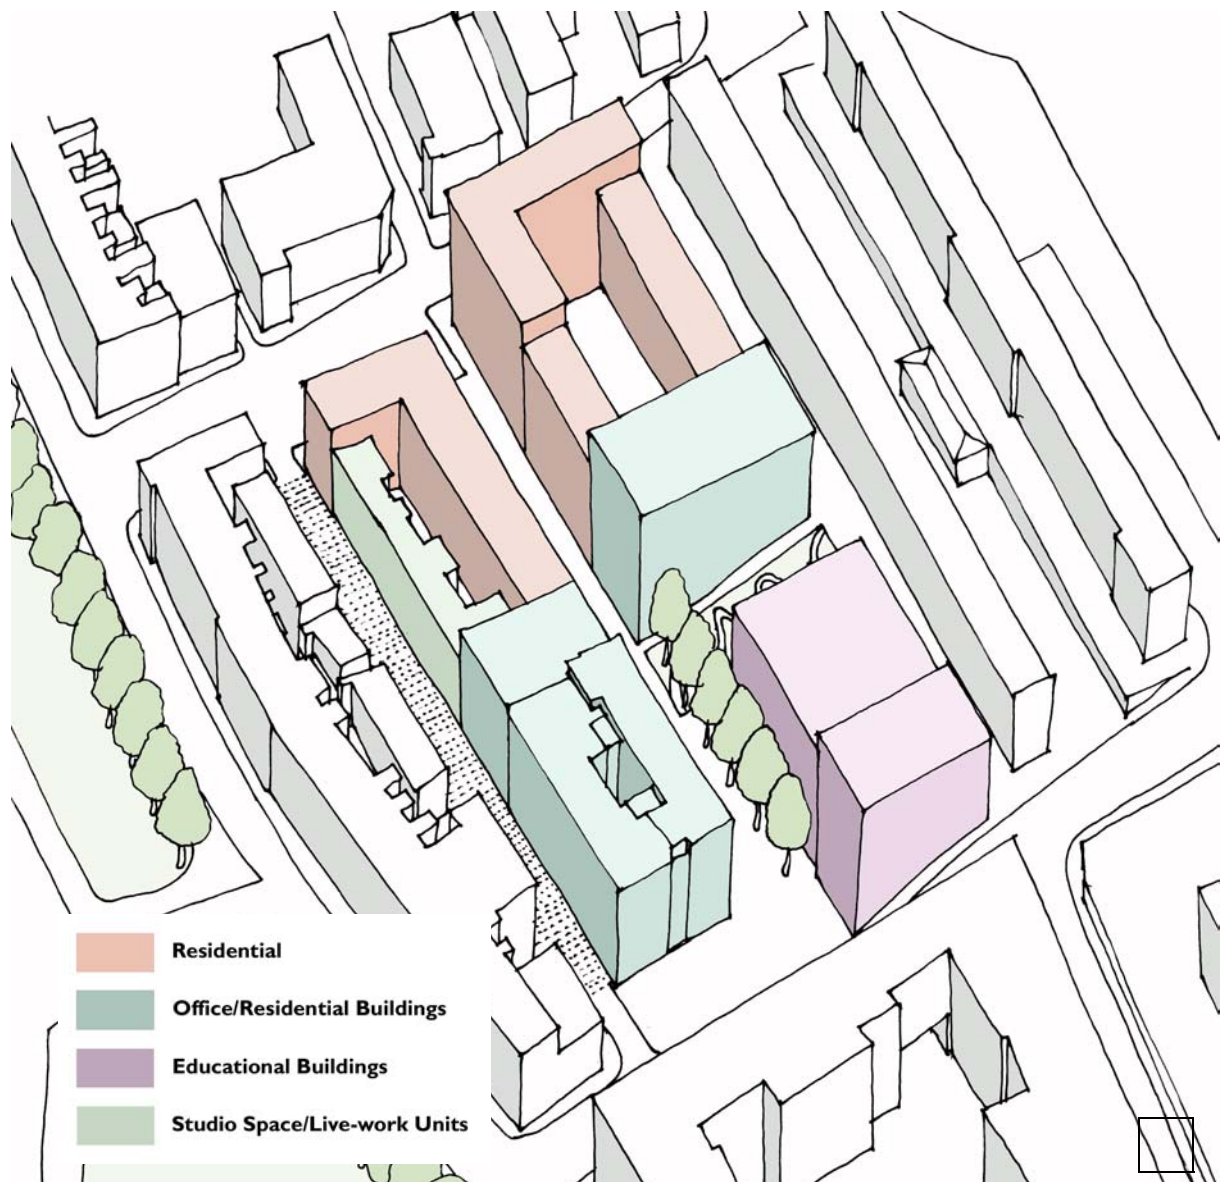 Residential
Office/Residential Buildings
Educational Buildings
Studio Space/Live-work Units